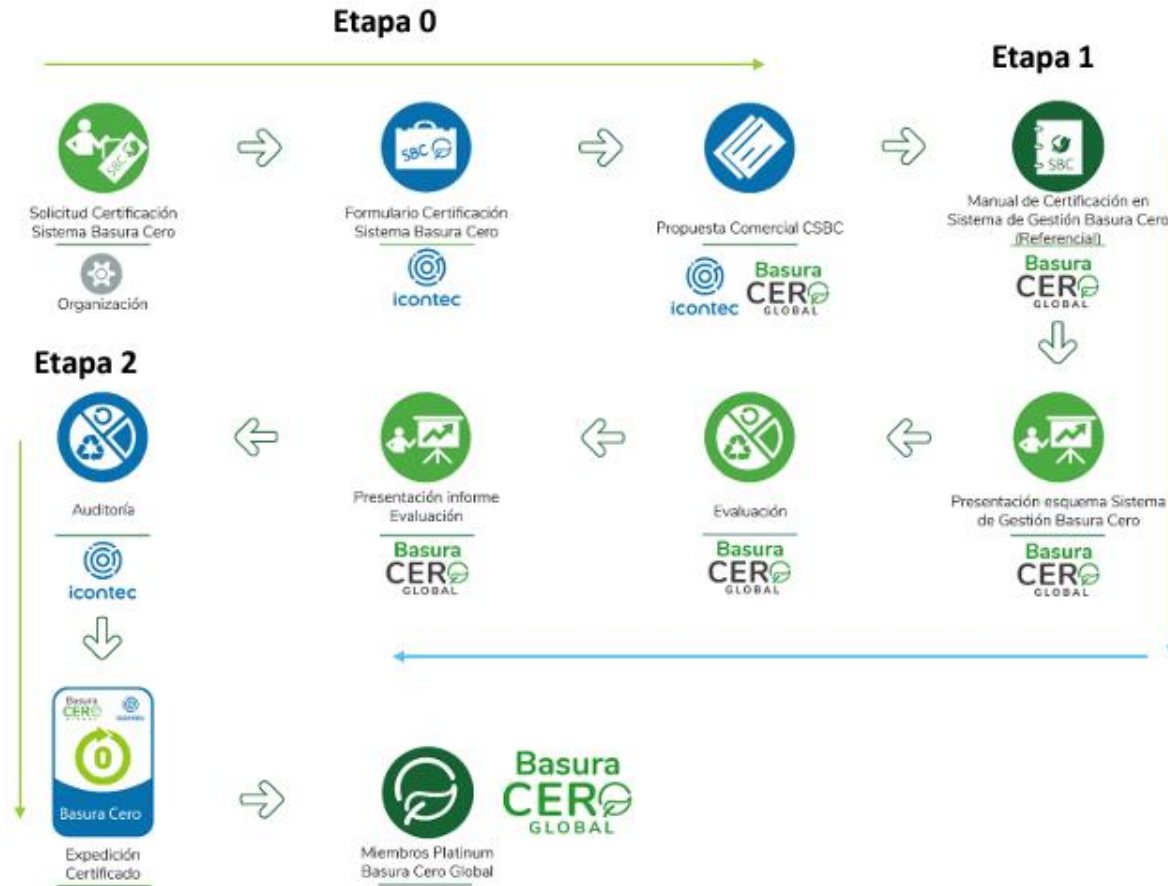 Etapa 0
Etapa 1
SBC
SBC
SBC
Solicitud Certificación
Sistema Basura Cero
Organización
Formulario Certificación
Sistema Basura Cero
icontec
Propuesta Comercial CSBC
icontec
Basura
CERO
GLOBAL
Manual de Certificación en
Sistema de Gestión Basura Cero
(Referencial)
Basura
CERO
GLOBAL
Etapa 2
Auditoría
icontec
Presentación informe
Evaluación
Basura
CERO
GLOBAL
Evaluación
Basura
CERO
GLOBAL
Presentación esquema Sistema
de Gestión Basura Cero
Basura
CERO
GLOBAL
Basura
CERO
icontec
0
Basura Cero
Expedición
Certificado
Miembros Platinum
Basura Cero Global
Basura
CERO
GLOBAL